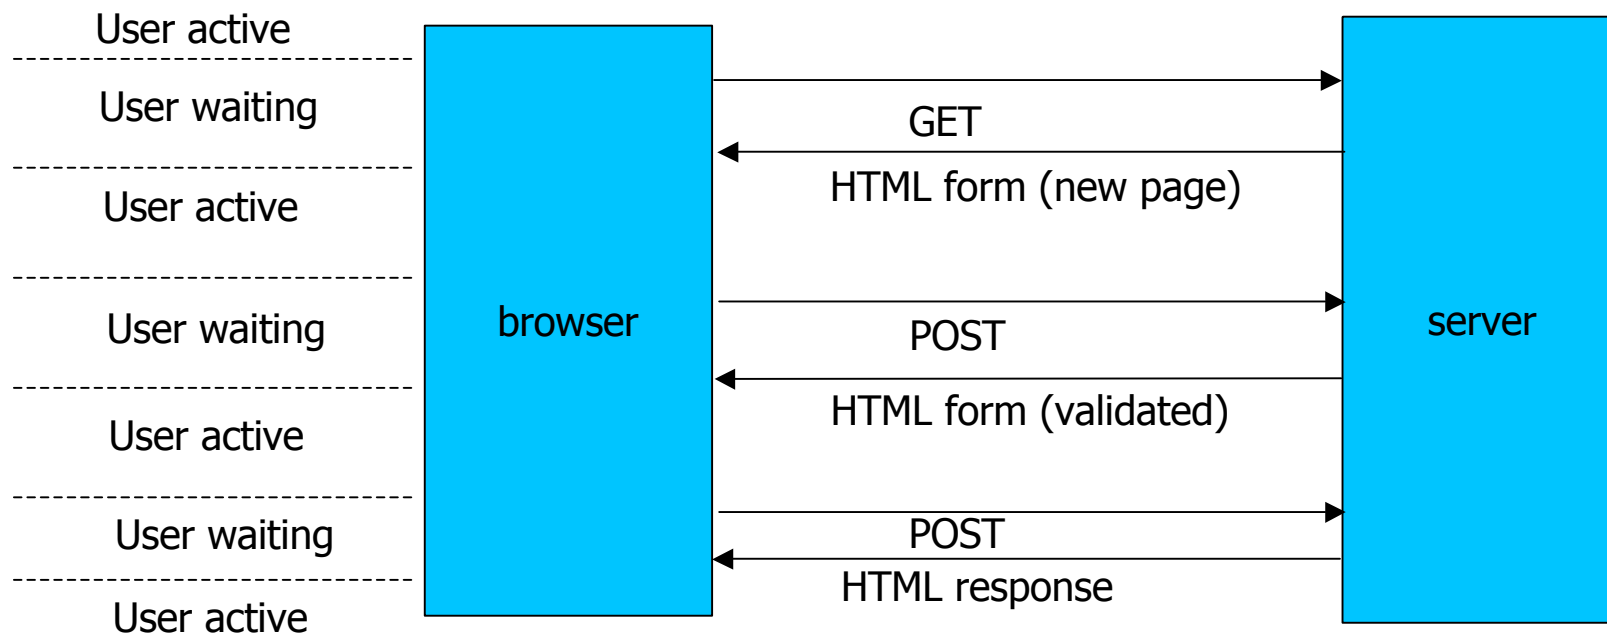 User active
User waiting
GET
HTML form (new page)
User active
User waiting
browser
server
POST
HTML form (validated)
User active
User waiting
POST
HTML response
User active